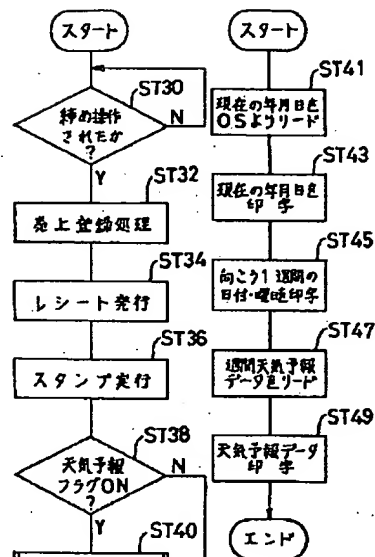 スタート
ST30
締め操作
されたか
?
N
Y
ST32
売上登録処理
ST34
レシート発行
ST36
スタンプ実行
ST38
天気予報
フラグON
?
N
Y
ST40
スタート
ST41
現在の年月日を
OSよりリード
ST43
現在の年月日を
印字
ST45
向こう1週間の
日付・曜日印字
ST47
週間天気予報
データをリード
ST49
天気予報データ
印字
エンド